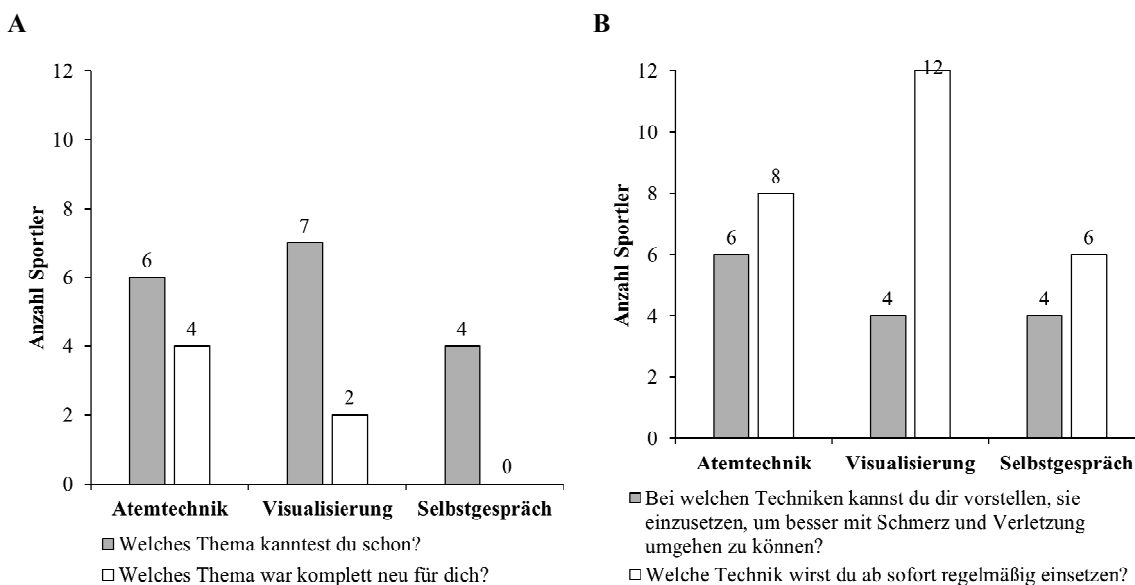 A
12
10
8
6
4
2
0
Anzahl Sportler
6
4
7
2
4
0
Atemtechnik Visualisierung Selbstgespräch
Welches Thema kanntest du schon?
Welches Thema war komplett neu für dich?
B
12
10
8
6
4
2
0
Anzahl Sportler
6
8
4
12
4
6
Atemtechnik Visualisierung Selbstgespräch
Bei welchen Techniken kannst du dir vorstellen, sie
einzusetzen, um besser mit Schmerz und Verletzung
umgehen zu können?
Welche Technik wirst du ab sofort regelmäßig einsetzen?